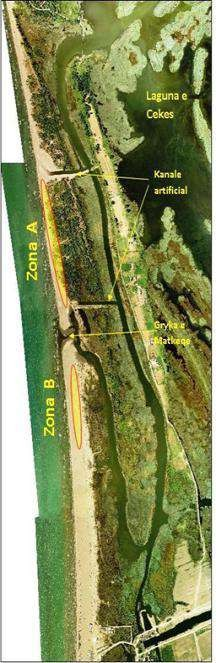 Laguna e
Cekes
Kanale
artificial
Zona A
Gryka e
Matkeqe
Zona B